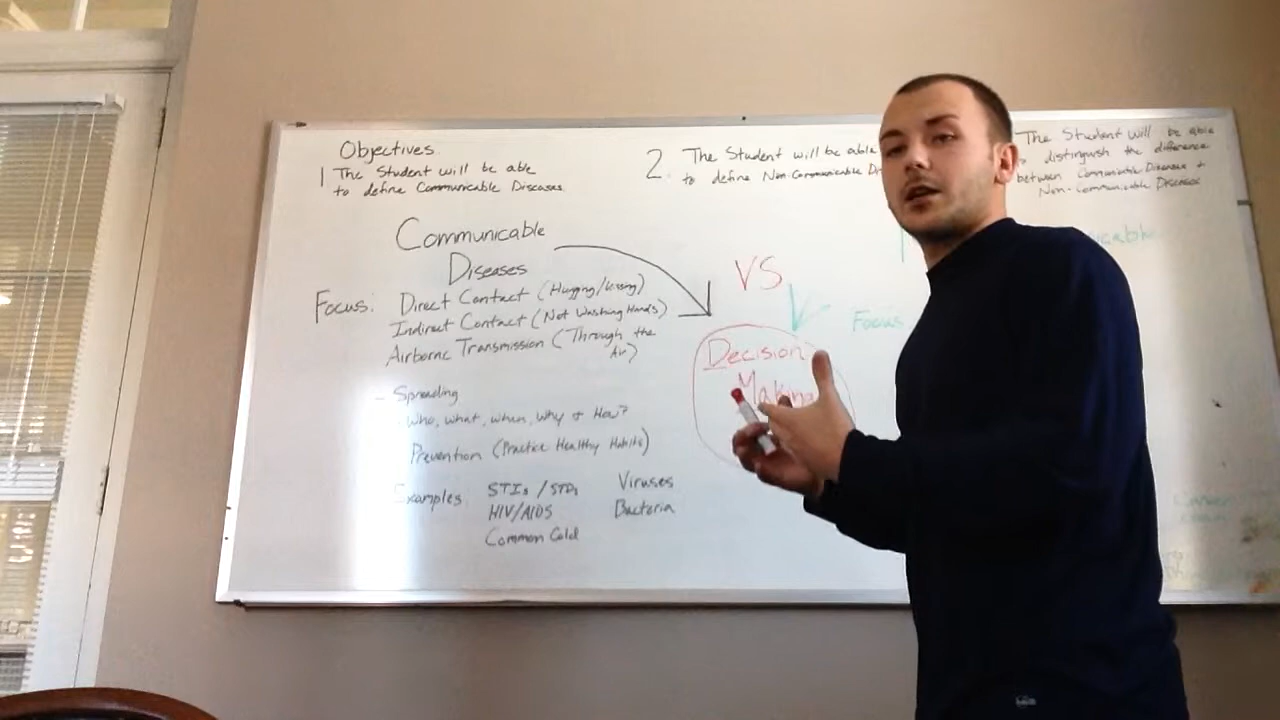 Objectives
1 The Student will be able
to define Communicable Diseases
2. The Student will be able
to define Non-Communicable
The Student will be able
distinguish the difference
between Communicable Diseases +
Non-Communicable Diseases
Communicable
Diseases
Focus: Direct Contact (Hugging/kissing)
Indirect Contact (Not Washing Hands)
Airborne Transmission (Through the
Air)
- Spreading
Who, what, when, Why & How?
Prevention (Practice Healthy Habits)
Examples STIs / STDs Viruses
HIV/AIDS Bacteria
Common Cold
VS
Decision
Making
Focus